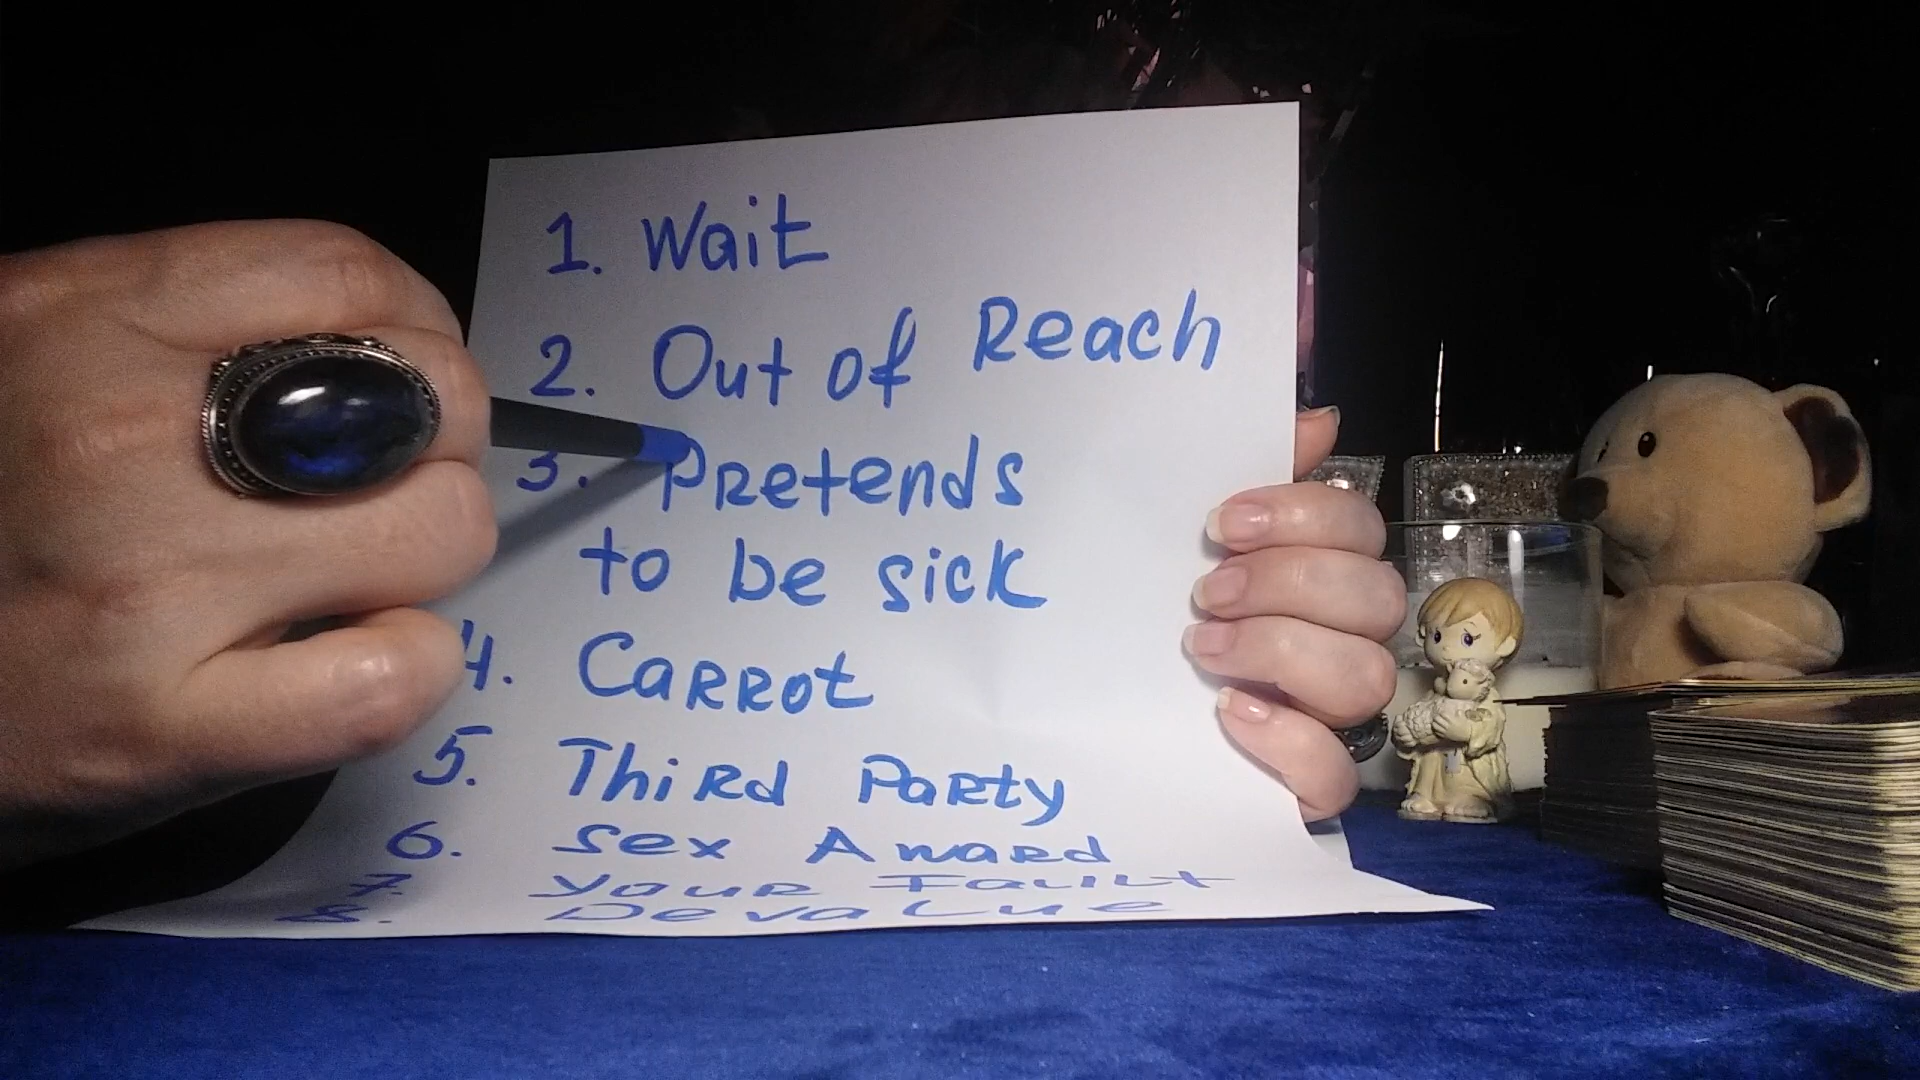 1. Wait
2. Out of Reach
3. Pretends
to be sick
4. Carrot
5. Third Party
6. Sex Award
7. Your Fault
8. Devalue